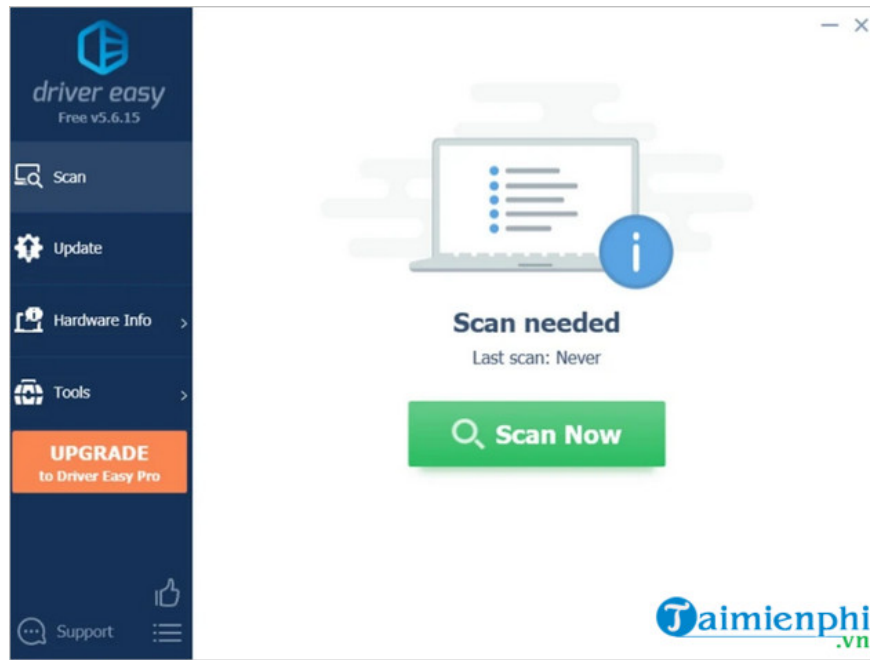 driver easy
Free v5.6.15
Scan
Update
Hardware Info
Tools
UPGRADE
to Driver Easy Pro
Support
Scan needed
Last scan: Never
Scan Now
Taimienphi
.vn